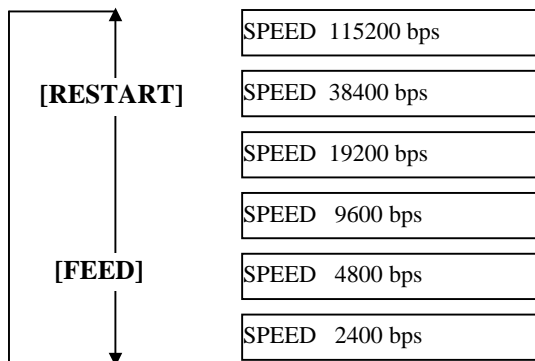 SPEED 115200 bps
[RESTART]
SPEED 38400 bps
SPEED 19200 bps
SPEED 9600 bps
[FEED]
SPEED 4800 bps
SPEED 2400 bps